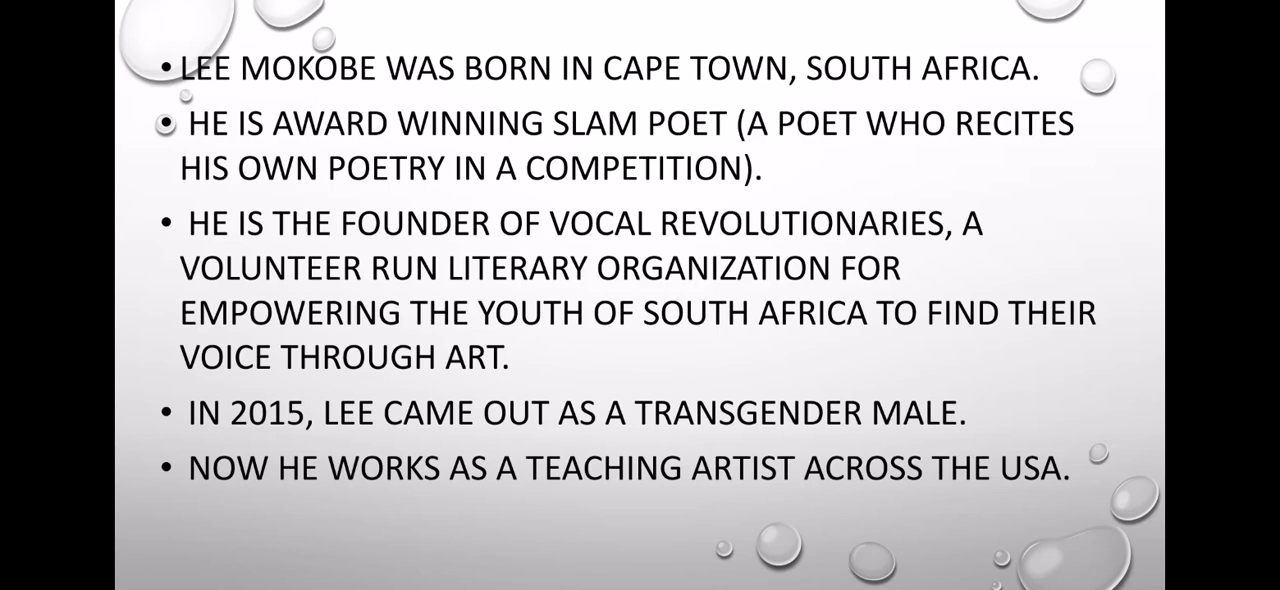 • LEE MOKOBE WAS BORN IN CAPE TOWN, SOUTH AFRICA.
• HE IS AWARD WINNING SLAM POET (A POET WHO RECITES
HIS OWN POETRY IN A COMPETITION).
• HE IS THE FOUNDER OF VOCAL REVOLUTIONARIES, A
VOLUNTEER RUN LITERARY ORGANIZATION FOR
EMPOWERING THE YOUTH OF SOUTH AFRICA TO FIND THEIR
VOICE THROUGH ART.
• IN 2015, LEE CAME OUT AS A TRANSGENDER MALE.
• NOW HE WORKS AS A TEACHING ARTIST ACROSS THE USA.